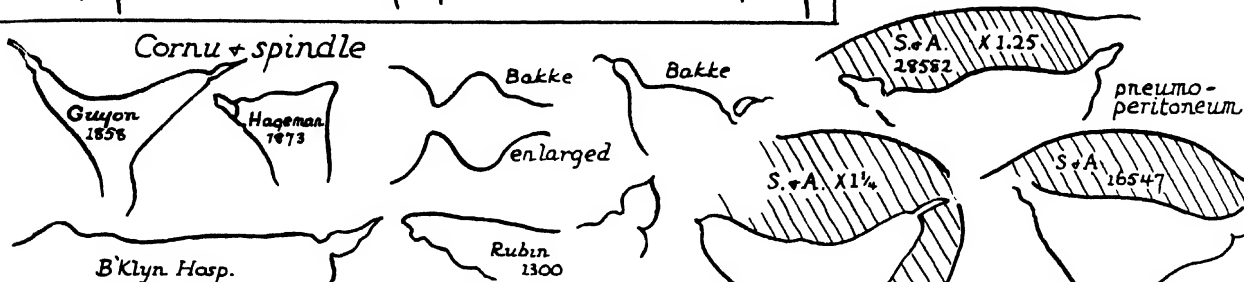 Cornu & spindle
Guyon
1858
Hageman
1873
Bakke
enlarged
Bakke
S. & A. X 1.25
28582
pneumo-
peritoneum
S. & A. X 1¼
S & A.
16547
B'Klyn Hosp.
Rubin
1300